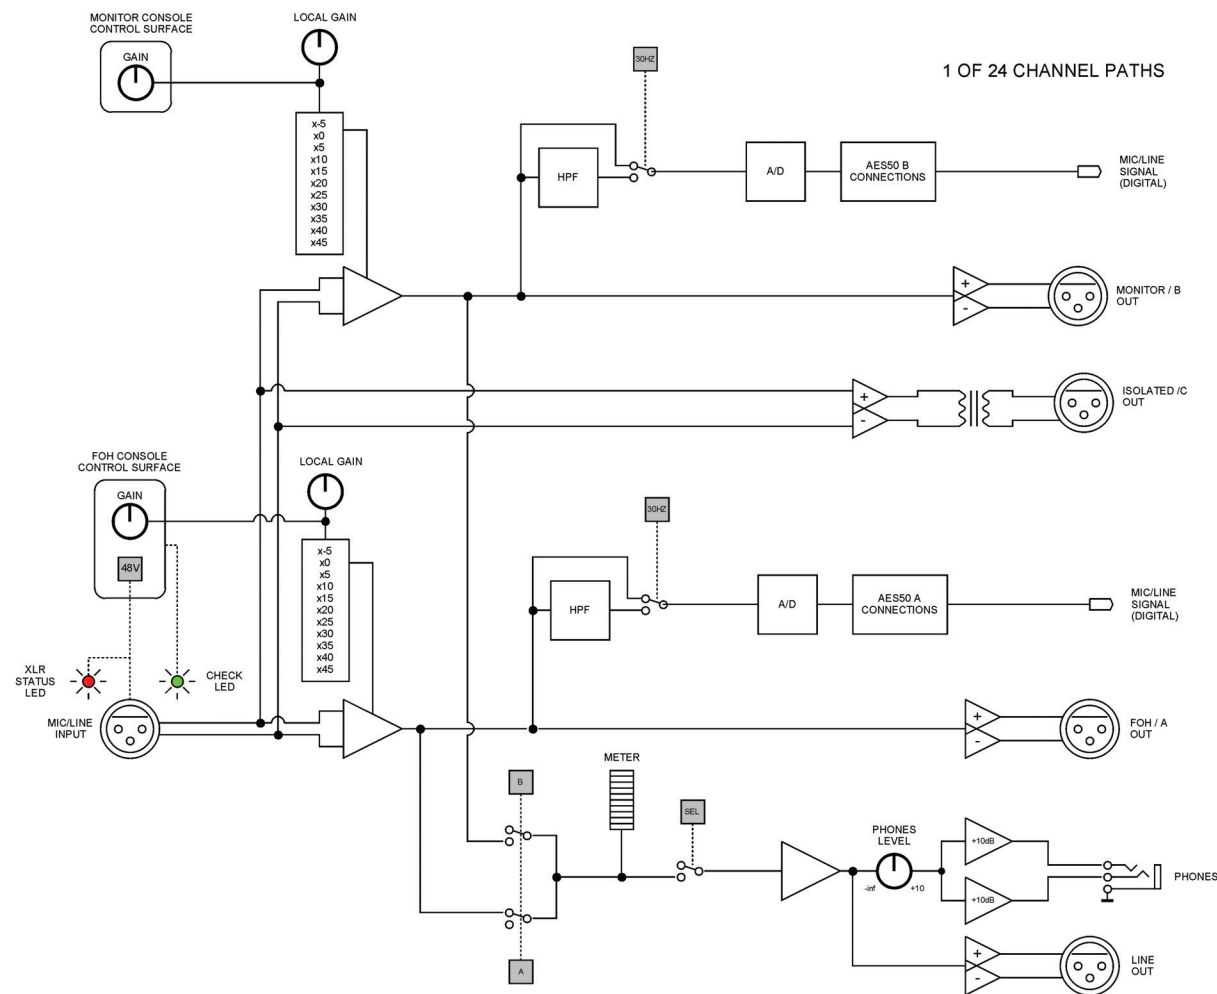 MONITOR CONSOLE
CONTROL SURFACE
GAIN
LOCAL GAIN
x-5
x0
x5
x10
x15
x20
x25
x30
x35
x40
x45
30HZ
1 OF 24 CHANNEL PATHS
HPF
A/D
AES50 B
CONNECTIONS
MIC/LINE
SIGNAL
(DIGITAL)
+
-
MONITOR / B
OUT
+
-
ISOLATED /C
OUT
FOH CONSOLE
CONTROL SURFACE
GAIN
48V
LOCAL GAIN
x-5
x0
x5
x10
x15
x20
x25
x30
x35
x40
x45
30HZ
HPF
A/D
AES50 A
CONNECTIONS
MIC/LINE
SIGNAL
(DIGITAL)
XLR
STATUS
LED
CHECK
LED
MIC/LINE
INPUT
+
-
FOH / A
OUT
METER
B
SEL
A
PHONES
LEVEL
-inf
+10
+10dB
+10dB
PHONES
+
-
LINE
OUT